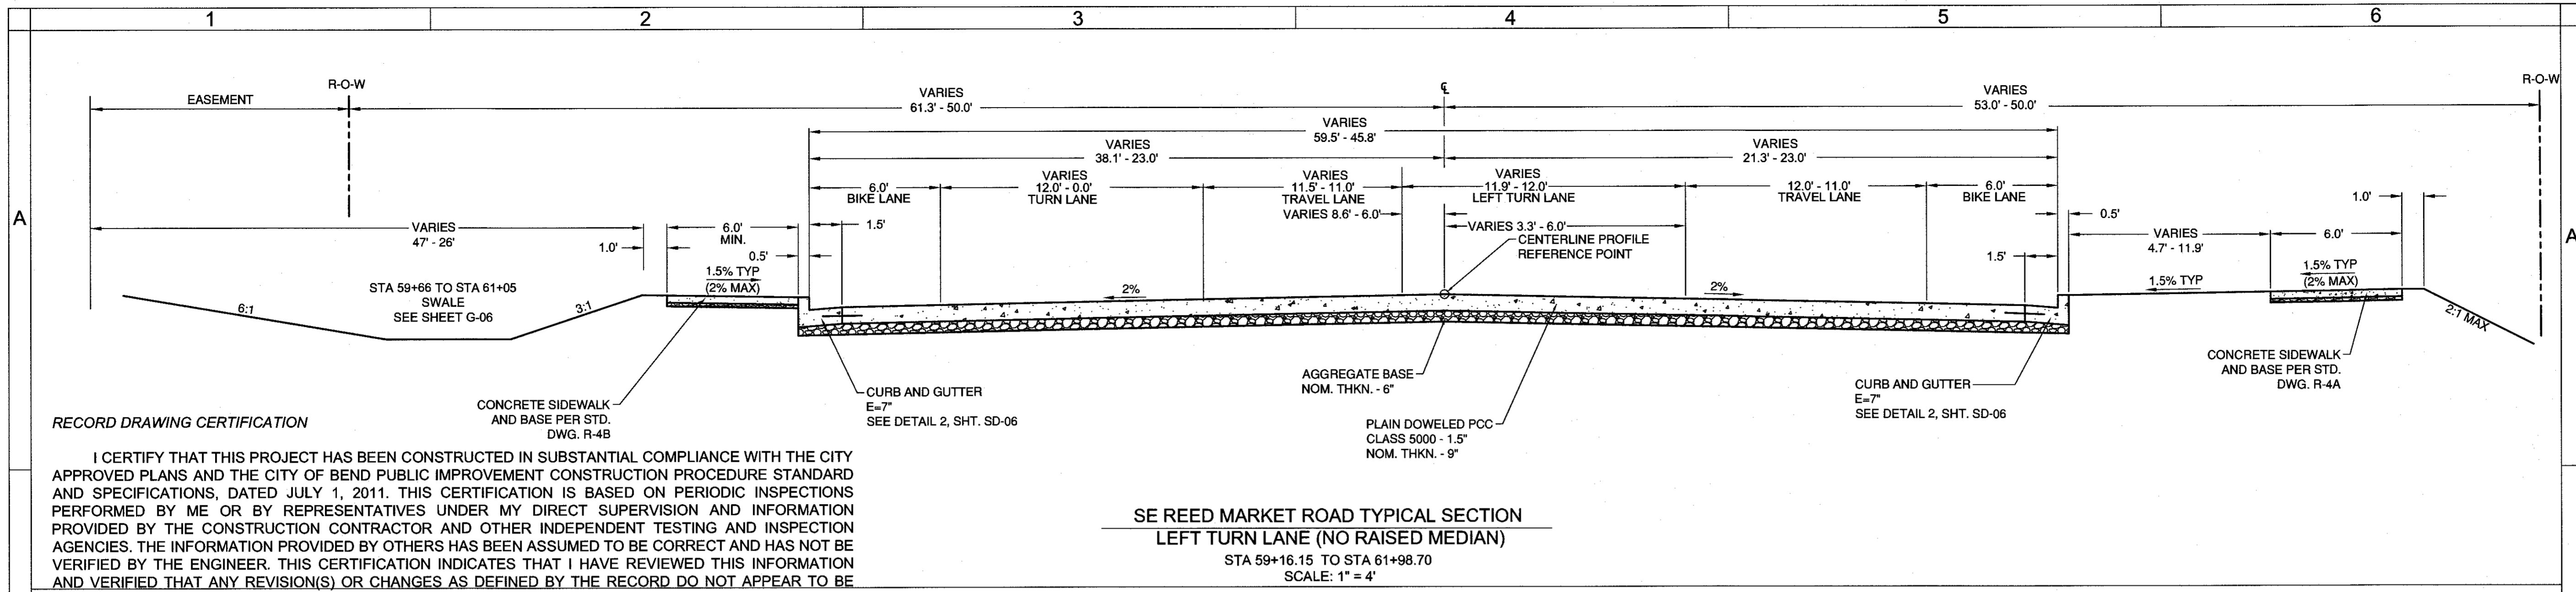 1 2 3 4 5 6
A
A
R-O-W
EASEMENT
VARIES
61.3' - 50.0'
℄
VARIES
53.0' - 50.0'
R-O-W
VARIES
59.5' - 45.8'
VARIES
38.1' - 23.0'
VARIES
21.3' - 23.0'
6.0'
BIKE LANE
VARIES
12.0' - 0.0'
TURN LANE
VARIES
11.5' - 11.0'
TRAVEL LANE
VARIES
11.9' - 12.0'
LEFT TURN LANE
12.0' - 11.0'
TRAVEL LANE
6.0'
BIKE LANE
VARIES 8.6' - 6.0'
VARIES 3.3' - 6.0'
CENTERLINE PROFILE
REFERENCE POINT
VARIES
47' - 26'
1.0'
6.0'
MIN.
0.5'
1.5'
1.5% TYP
(2% MAX)
STA 59+66 TO STA 61+05
SWALE
SEE SHEET G-06
6:1
3:1
2%
2%
1.5'
0.5'
VARIES
4.7' - 11.9'
6.0'
1.0'
1.5% TYP
1.5% TYP
(2% MAX)
2:1 MAX
CONCRETE SIDEWALK
AND BASE PER STD.
DWG. R-4B
CURB AND GUTTER
E=7"
SEE DETAIL 2, SHT. SD-06
AGGREGATE BASE
NOM. THKN. - 6"
PLAIN DOWELED PCC
CLASS 5000 - 1.5"
NOM. THKN. - 9"
CURB AND GUTTER
E=7"
SEE DETAIL 2, SHT. SD-06
CONCRETE SIDEWALK
AND BASE PER STD.
DWG. R-4A
RECORD DRAWING CERTIFICATION
I CERTIFY THAT THIS PROJECT HAS BEEN CONSTRUCTED IN SUBSTANTIAL COMPLIANCE WITH THE CITY
APPROVED PLANS AND THE CITY OF BEND PUBLIC IMPROVEMENT CONSTRUCTION PROCEDURE STANDARD
AND SPECIFICATIONS, DATED JULY 1, 2011. THIS CERTIFICATION IS BASED ON PERIODIC INSPECTIONS
PERFORMED BY ME OR BY REPRESENTATIVES UNDER MY DIRECT SUPERVISION AND INFORMATION
PROVIDED BY THE CONSTRUCTION CONTRACTOR AND OTHER INDEPENDENT TESTING AND INSPECTION
AGENCIES. THE INFORMATION PROVIDED BY OTHERS HAS BEEN ASSUMED TO BE CORRECT AND HAS NOT BE
VERIFIED BY THE ENGINEER. THIS CERTIFICATION INDICATES THAT I HAVE REVIEWED THIS INFORMATION
AND VERIFIED THAT ANY REVISION(S) OR CHANGES AS DEFINED BY THE RECORD DO NOT APPEAR TO BE
SE REED MARKET ROAD TYPICAL SECTION
LEFT TURN LANE (NO RAISED MEDIAN)
STA 59+16.15 TO STA 61+98.70
SCALE: 1" = 4'